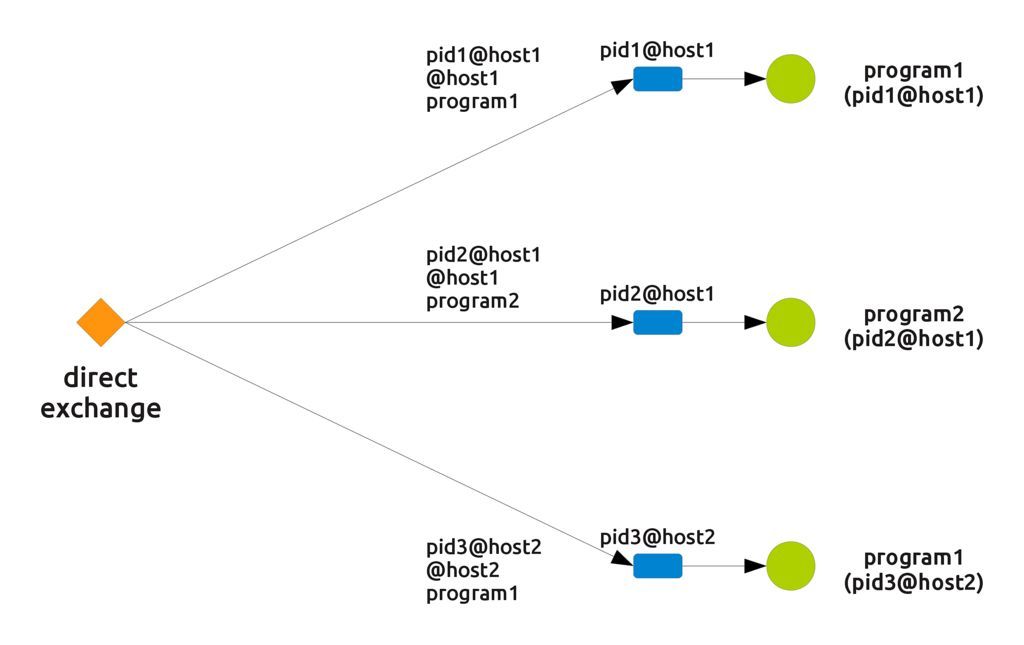 pid1@host1
@host1
program1
pid1@host1
program1
(pid1@host1)
pid2@host1
@host1
program2
pid2@host1
program2
(pid2@host1)
direct
exchange
pid3@host2
@host2
program1
pid3@host2
program1
(pid3@host2)